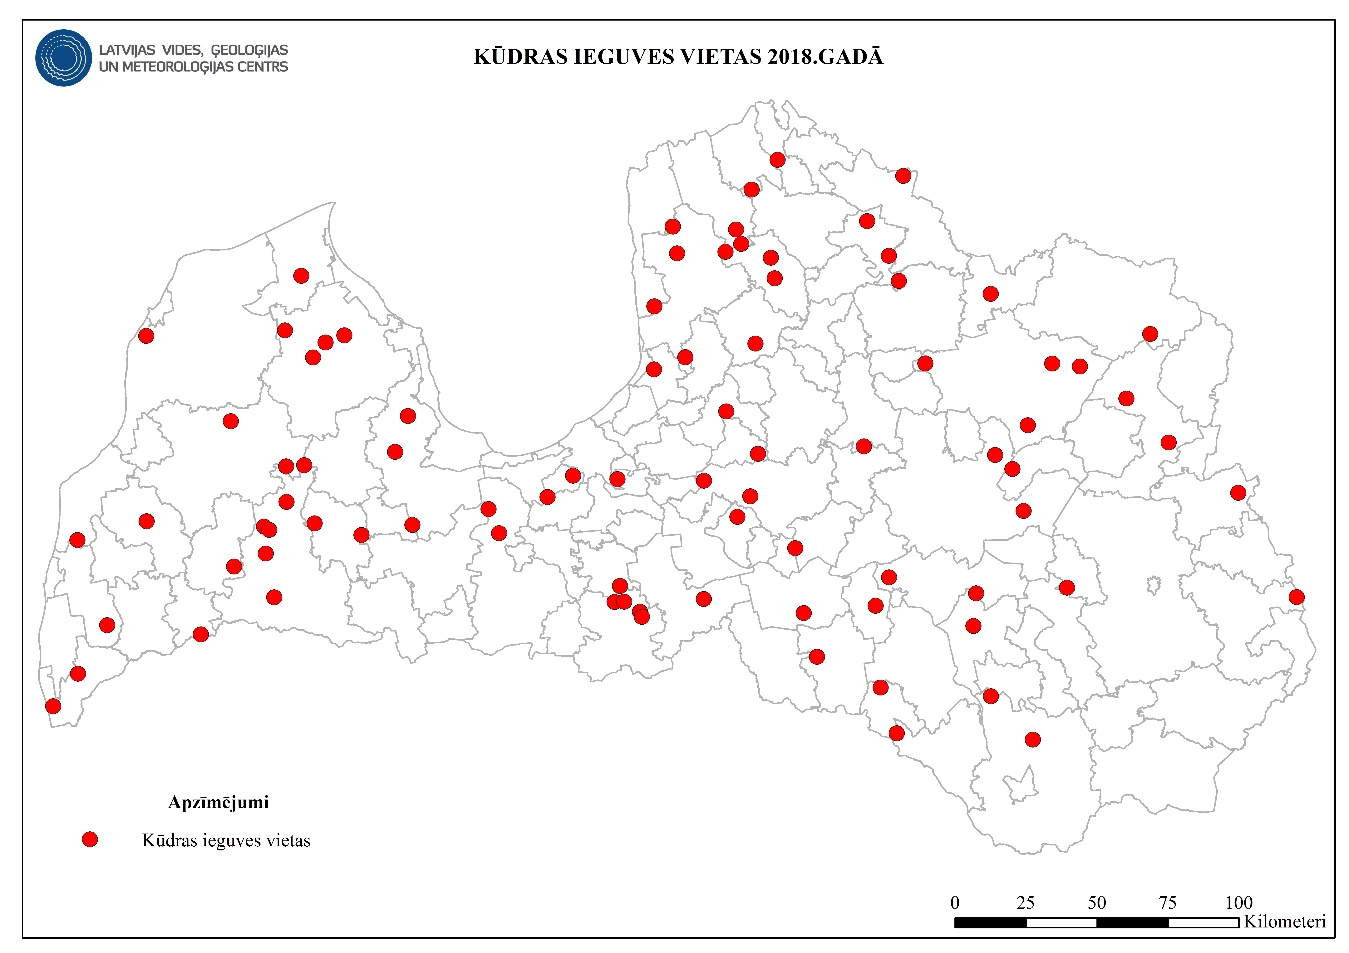 LATVIJAS VIDES, ĢEOLOĢIJAS
UN METEOROLOĢIJAS CENTRS
KŪDRAS IEGUVES VIETAS 2018.GADĀ
Apzīmējumi
Kūdras ieguves vietas
0 25 50 75 100
Kilometeri